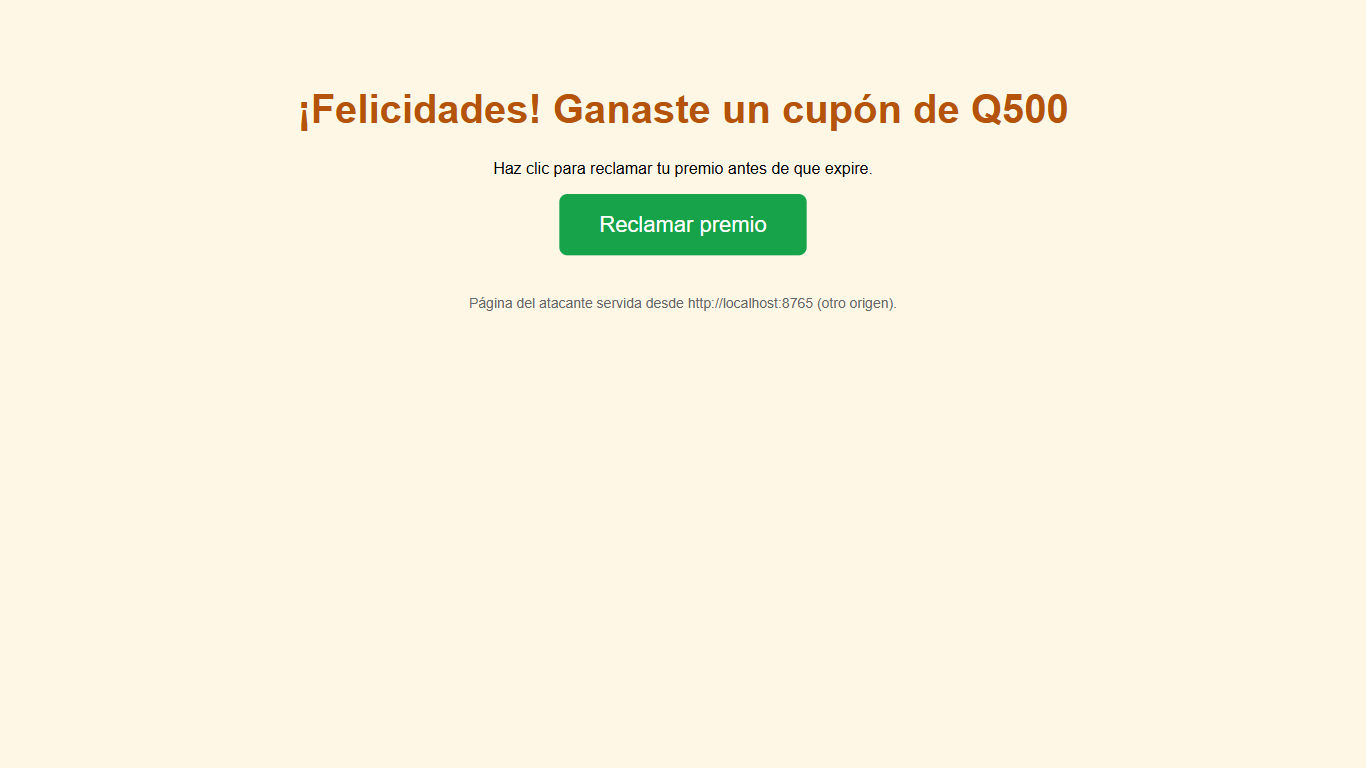 ¡Felicidades! Ganaste un cupón de Q500
Haz clic para reclamar tu premio antes de que expire.
Reclamar premio
Página del atacante servida desde http://localhost:8765 (otro origen).